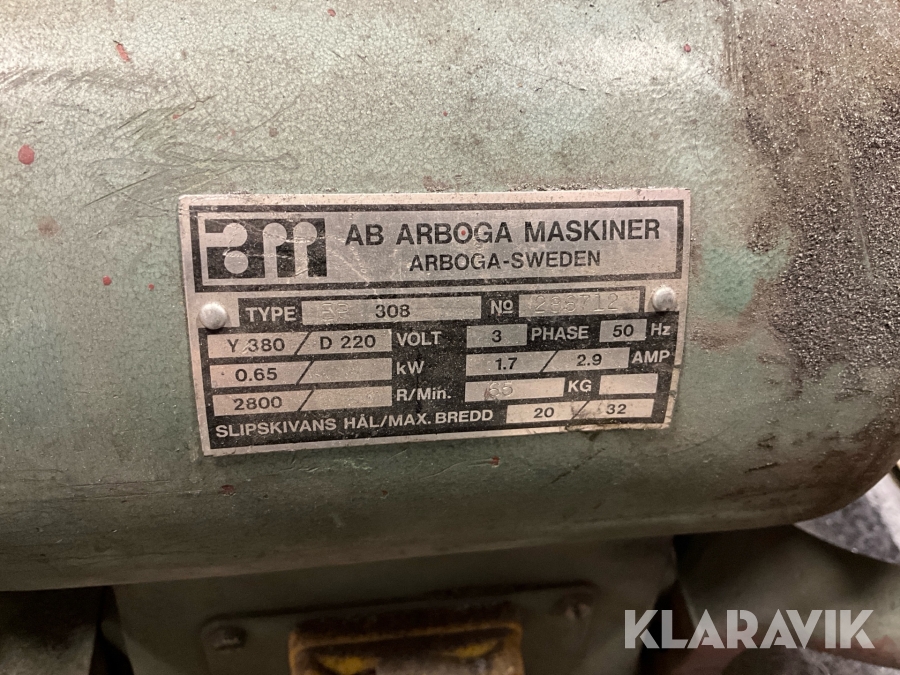 AB ARBOGA MASKINER
ARBOGA-SWEDEN
TYPE 308 Nº
Y 380 / D 220 VOLT 3 PHASE 50 Hz
0.65 / kW 1.7 / 2.9 AMP
2800 / R/Min. 65 KG
SLIPSKIVANS HÅL/MAX. BREDD 20 / 32
KLARAVIK